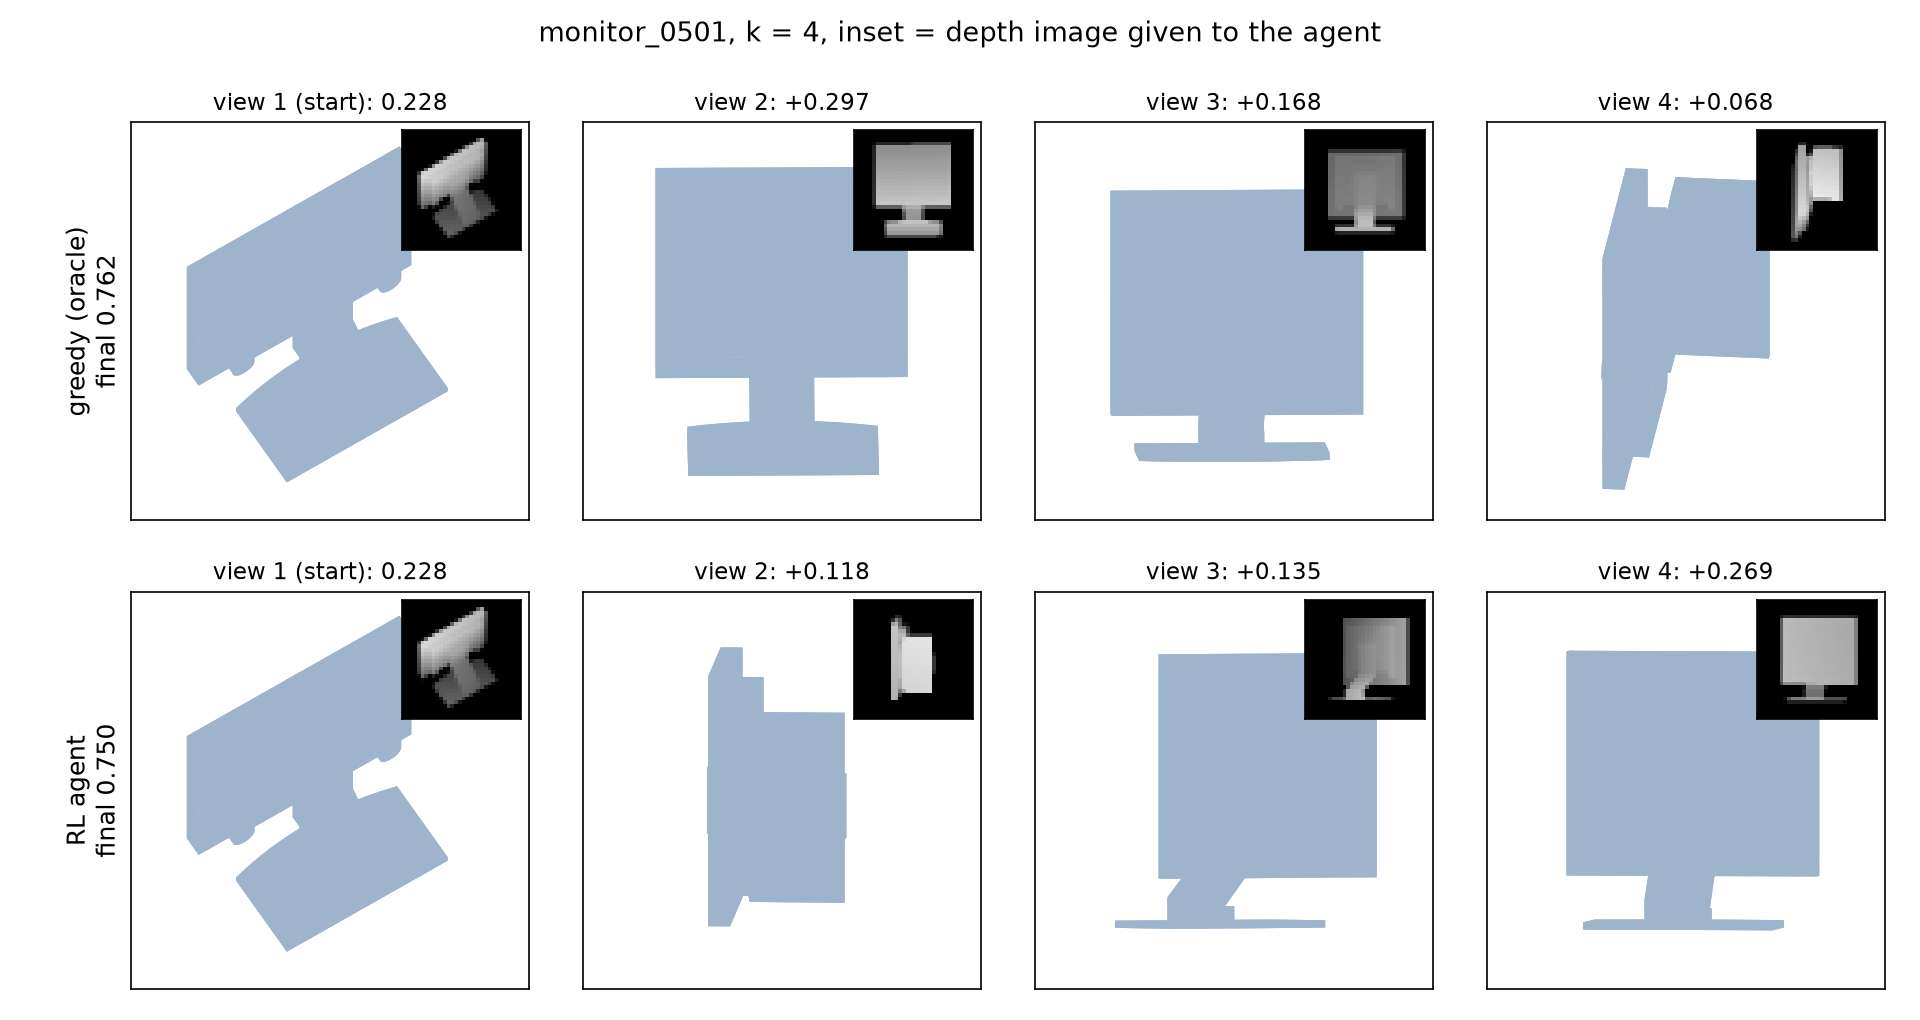 monitor_0501, k = 4, inset = depth image given to the agent
greedy (oracle)
final 0.762
view 1 (start): 0.228
view 2: +0.297
view 3: +0.168
view 4: +0.068
RL agent
final 0.750
view 1 (start): 0.228
view 2: +0.118
view 3: +0.135
view 4: +0.269